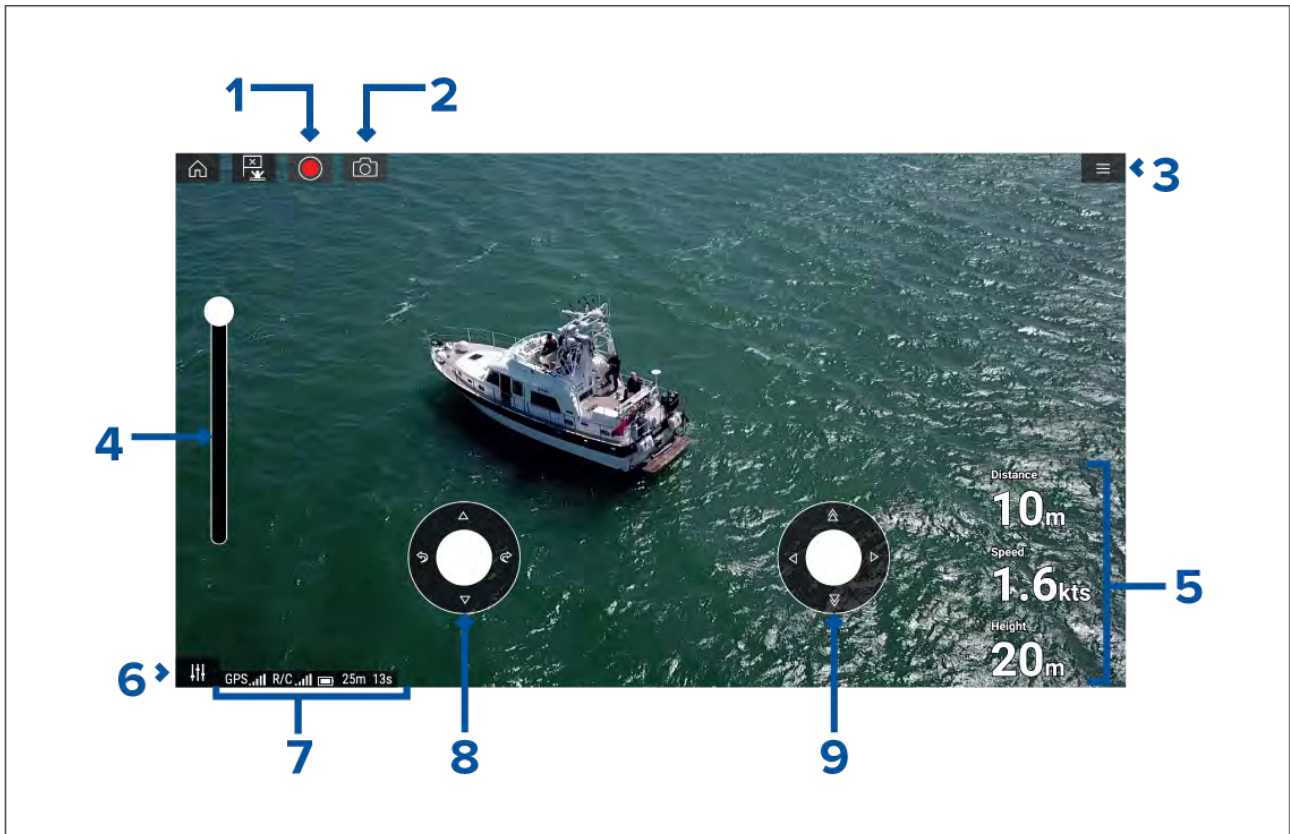 1 2
3
4
Distance
10m
Speed
1.6kts
5
Height
20m
6
GPS R/C 25m 13s
7 8 9